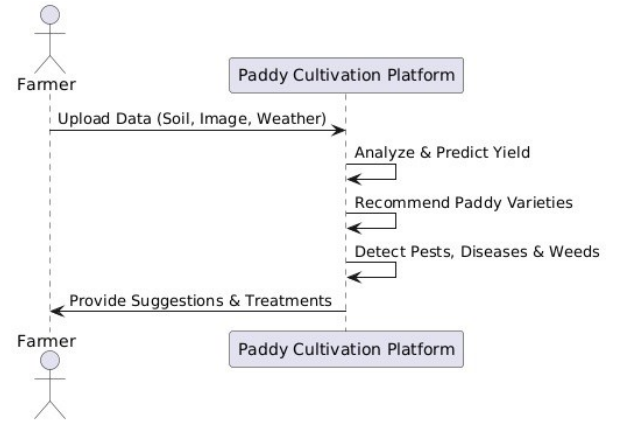 Farmer
Paddy Cultivation Platform
Upload Data (Soil, Image, Weather)
Analyze & Predict Yield
Recommend Paddy Varieties
Detect Pests, Diseases & Weeds
Provide Suggestions & Treatments
Farmer
Paddy Cultivation Platform